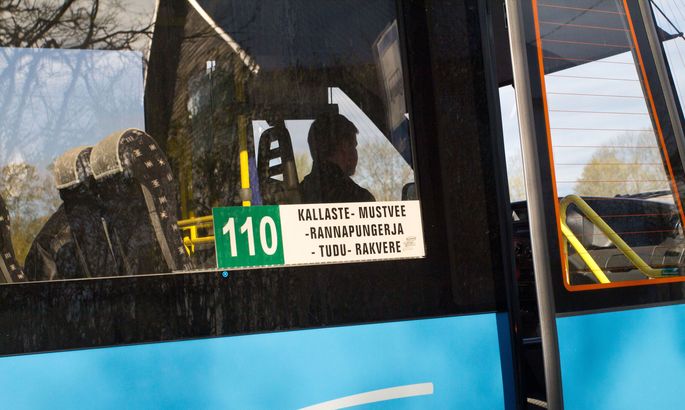 110
KALLASTE- MUSTVEE
-RANNAPUNGERJA
- TUDU- RAKVERE